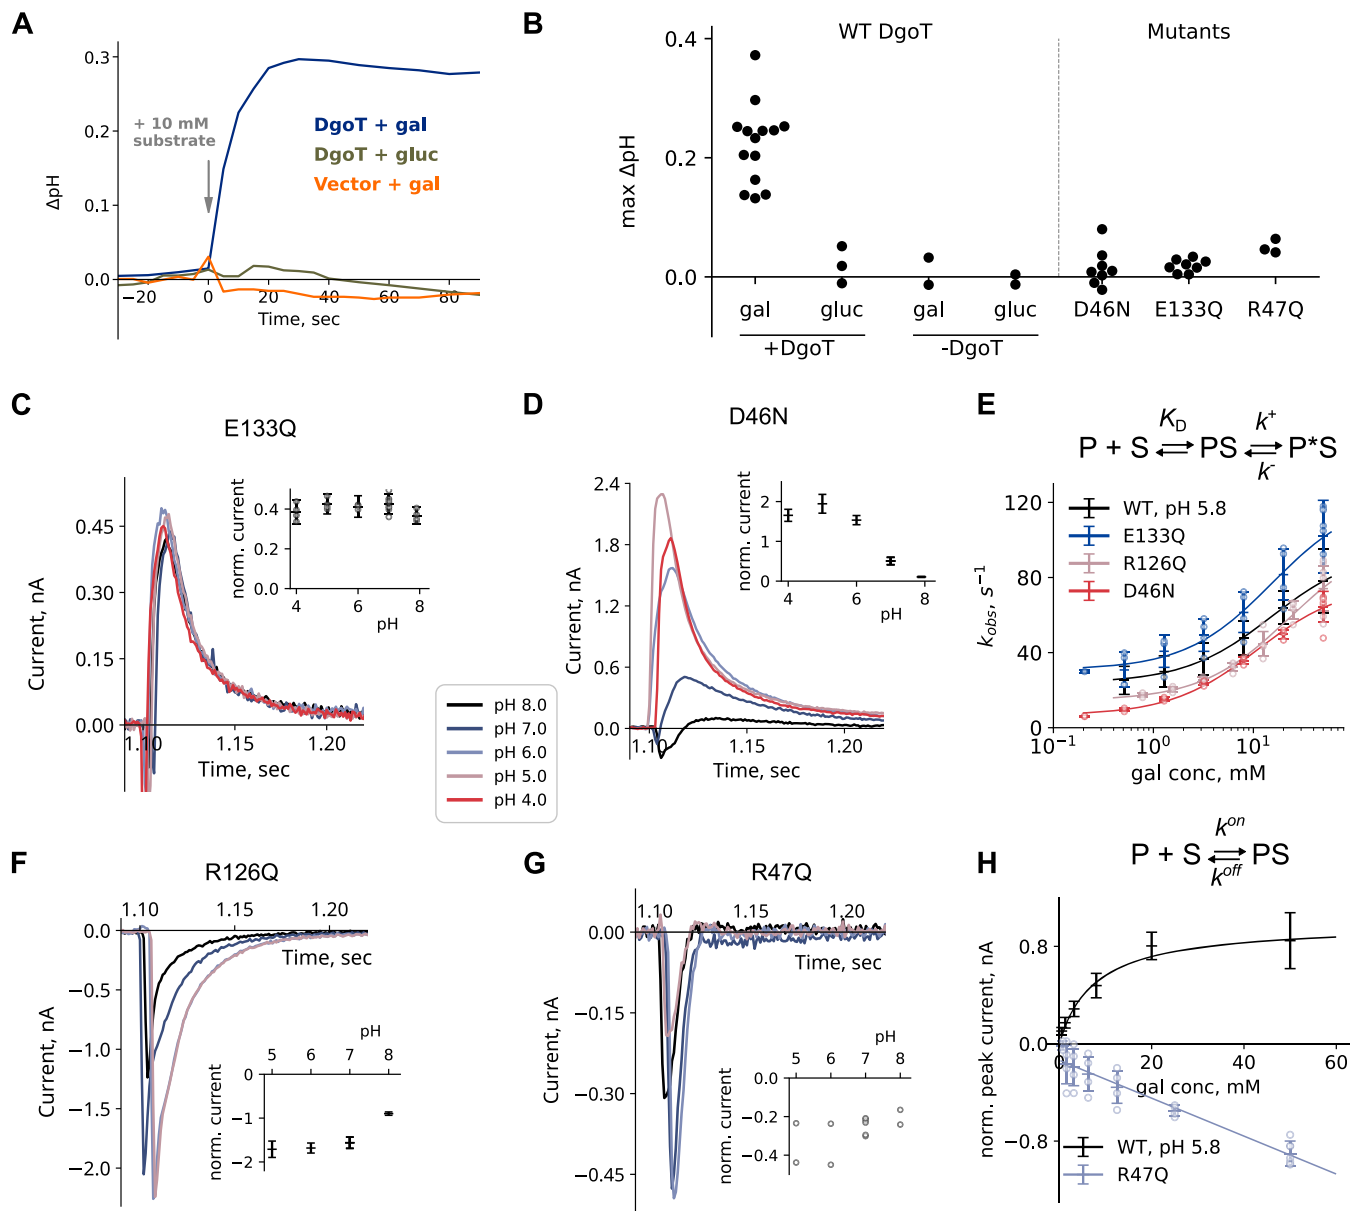 A
0.3
0.2
0.1
0.0
ΔpH
+ 10 mM
substrate
DgoT + gal
DgoT + gluc
Vector + gal
−20
0
20
40
60
80
Time, sec
B
WT DgoT
Mutants
0.4
0.2
0.0
max ΔpH
gal
gluc
gal
gluc
D46N
E133Q
R47Q
+DgoT
-DgoT
C
E133Q
0.45
0.30
0.15
0.00
Current, nA
1.10
1.15
1.20
Time, sec
norm. current
0.4
0.2
0.0
4
6
8
pH
pH 8.0
pH 7.0
pH 6.0
pH 5.0
pH 4.0
D
D46N
2.4
1.8
1.2
0.6
0.0
Current, nA
1.10
1.15
1.20
Time, sec
norm. current
2
1
0
4
6
8
pH
E
K_D k⁺
P + S PS P*S
k⁻
120
80
40
0
k_obs, s⁻¹
WT, pH 5.8
E133Q
R126Q
D46N
10⁻¹
10⁰
10¹
gal conc, mM
F
R126Q
1.10
1.15
1.20
Time, sec
0.0
−0.5
−1.0
−1.5
−2.0
Current, nA
pH
5
6
7
8
0
−1
−2
norm. current
G
R47Q
1.10
1.15
1.20
Time, sec
0.00
−0.15
−0.30
−0.45
Current, nA
pH
5
6
7
8
0.0
−0.2
−0.4
norm. current
H
k^on
P + S PS
k^off
0.8
0.0
−0.8
norm. peak current, nA
20
40
60
gal conc, mM
WT, pH 5.8
R47Q